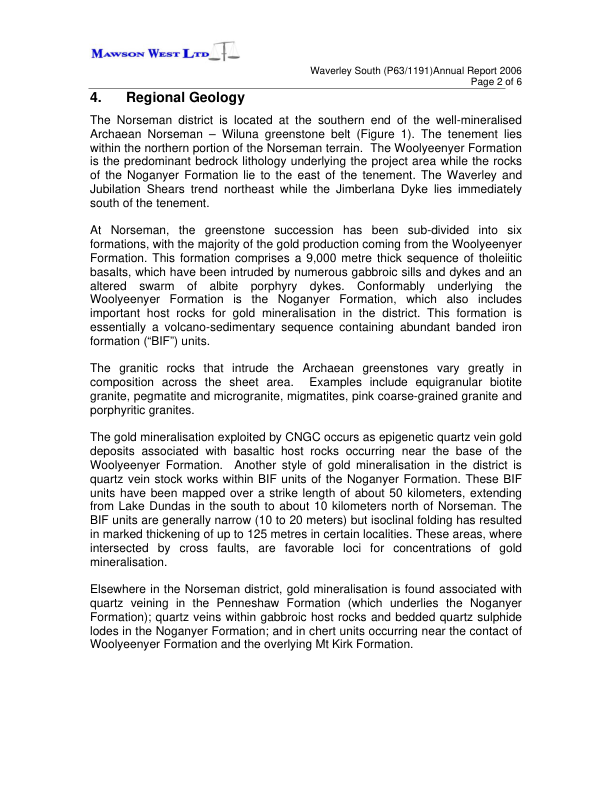 MAWSON WEST LTD
Waverley South (P63/1191)Annual Report 2006
Page 2 of 6
4. Regional Geology
The Norseman district is located at the southern end of the well-mineralised
Archaean Norseman – Wiluna greenstone belt (Figure 1). The tenement lies
within the northern portion of the Norseman terrain. The Woolyeenyer Formation
is the predominant bedrock lithology underlying the project area while the rocks
of the Noganyer Formation lie to the east of the tenement. The Waverley and
Jubilation Shears trend northeast while the Jimberlana Dyke lies immediately
south of the tenement.
At Norseman, the greenstone succession has been sub-divided into six
formations, with the majority of the gold production coming from the Woolyeenyer
Formation. This formation comprises a 9,000 metre thick sequence of tholeiitic
basalts, which have been intruded by numerous gabbroic sills and dykes and an
altered swarm of albite porphyry dykes. Conformably underlying the
Woolyeenyer Formation is the Noganyer Formation, which also includes
important host rocks for gold mineralisation in the district. This formation is
essentially a volcano-sedimentary sequence containing abundant banded iron
formation (“BIF”) units.
The granitic rocks that intrude the Archaean greenstones vary greatly in
composition across the sheet area. Examples include equigranular biotite
granite, pegmatite and microgranite, migmatites, pink coarse-grained granite and
porphyritic granites.
The gold mineralisation exploited by CNGC occurs as epigenetic quartz vein gold
deposits associated with basaltic host rocks occurring near the base of the
Woolyeenyer Formation. Another style of gold mineralisation in the district is
quartz vein stock works within BIF units of the Noganyer Formation. These BIF
units have been mapped over a strike length of about 50 kilometers, extending
from Lake Dundas in the south to about 10 kilometers north of Norseman. The
BIF units are generally narrow (10 to 20 meters) but isoclinal folding has resulted
in marked thickening of up to 125 metres in certain localities. These areas, where
intersected by cross faults, are favorable loci for concentrations of gold
mineralisation.
Elsewhere in the Norseman district, gold mineralisation is found associated with
quartz veining in the Penneshaw Formation (which underlies the Noganyer
Formation); quartz veins within gabbroic host rocks and bedded quartz sulphide
lodes in the Noganyer Formation; and in chert units occurring near the contact of
Woolyeenyer Formation and the overlying Mt Kirk Formation.